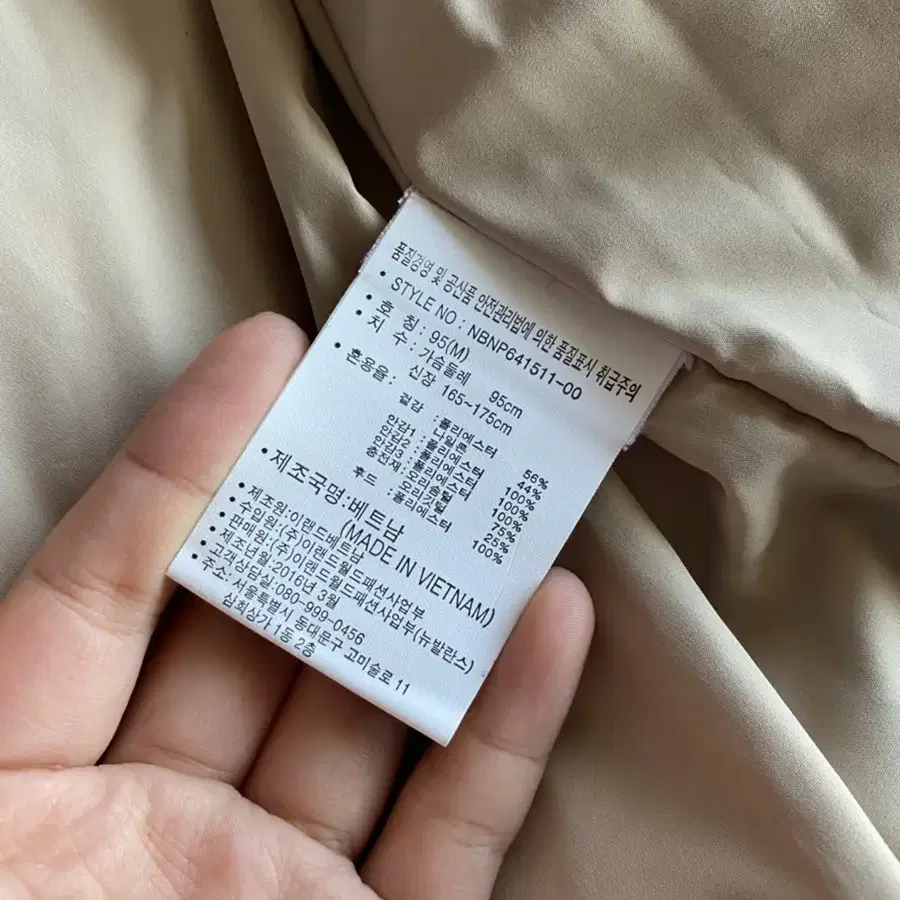 품질경영 및 공산품 안전관리법에 의한 품질표시 취급주의
• STYLE NO : NBNP641511-00
• 호 칭 : 95(M)
• 치 수 : 가슴둘레 95cm
신장 165~175cm
• 혼용율 :
겉감 : 폴리에스터 56%
나일론 44%
안감1 : 폴리에스터 100%
안감2 : 폴리에스터 100%
안감3 : 폴리에스터 100%
충전재 : 오리솜털 75%
오리깃털 25%
후드 : 폴리에스터 100%
• 제조국명:베트남
(MADE IN VIETNAM)
• 제조원:이랜드베트남
• 수입원:(주)이랜드월드패션사업부
• 판매원:(주)이랜드월드패션사업부(뉴발란스)
• 제조년월:2016년 3월
• 고객상담실:080-999-0456
• 주소: 서울특별시 동대문구 고미술로 11
삼희상가 1동 2층